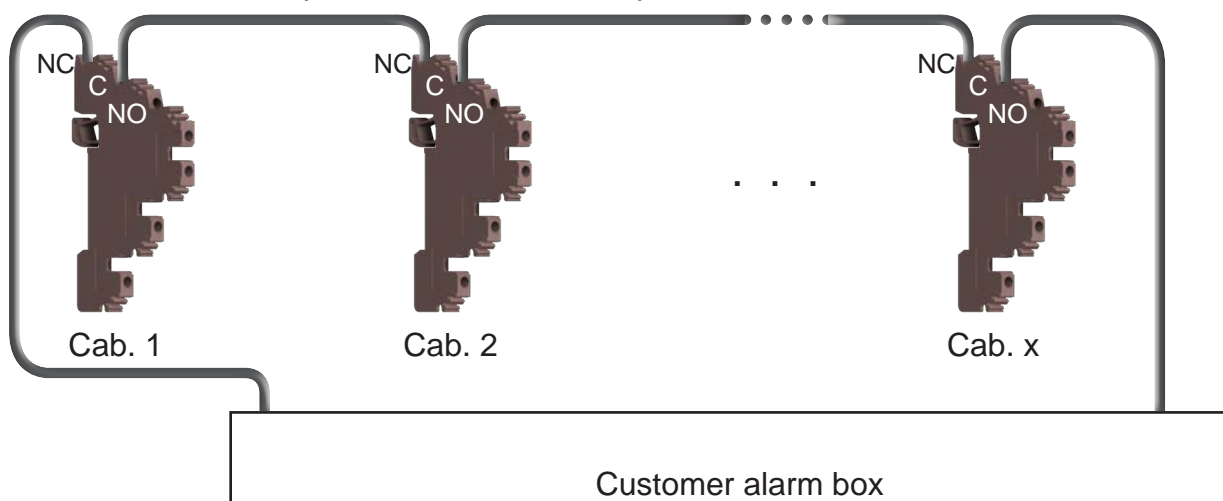 NC
C
NO
NC
C
NO
NC
C
NO
. . .
Cab. 1
Cab. 2
Cab. x
Customer alarm box